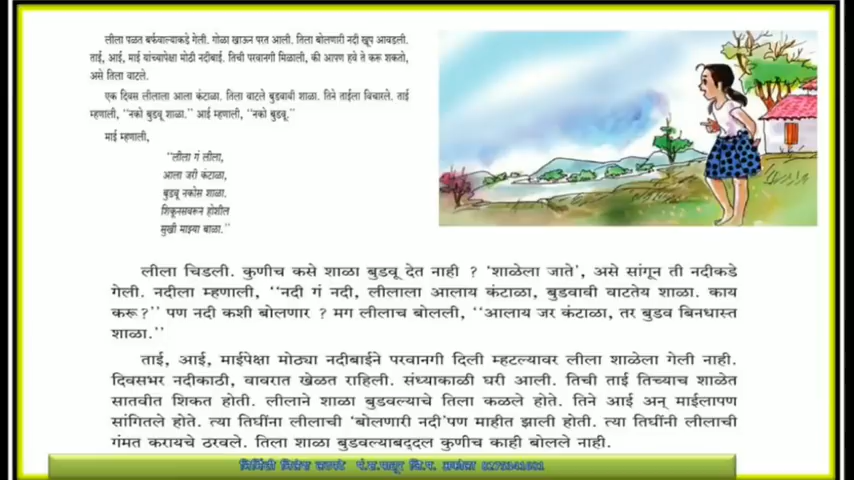 लीला पळत बर्फवाल्याकडे गेली. गोळा खाऊन परत आली. तिला बोलणारी नदी खूप आवडली.
ताई, आई, माई यांच्यापेक्षा मोठी नदीबाई. तिची परवानगी मिळाली, की आपण हवे ते करू शकतो,
असे तिला वाटले.
एक दिवस लीलाला आला कंटाळा. तिला वाटले बुडवावी शाळा. तिने ताईला विचारले. ताई
म्हणाली, ‘‘नको बुडवू शाळा.’’ आई म्हणाली, ‘‘नको बुडवू.’’
माई म्हणाली,
‘‘लीला गं लीला,
आला जरी कंटाळा,
बुडवू नकोस शाळा.
शिकूनसवरून होशील
सुखी माझ्या बाळा.’’
लीला चिडली. कुणीच कसे शाळा बुडवू देत नाही ? ‘शाळेला जाते’, असे सांगून ती नदीकडे
गेली. नदीला म्हणाली, ‘‘नदी गं नदी, लीलाला आलाय कंटाळा, बुडवावी वाटतेय शाळा. काय
करू?’’ पण नदी कशी बोलणार ? मग लीलाच बोलली, ‘‘आलाय जर कंटाळा, तर बुडव बिनधास्त
शाळा.’’
ताई, आई, माईपेक्षा मोठ्या नदीबाईने परवानगी दिली म्हटल्यावर लीला शाळेला गेली नाही.
दिवसभर नदीकाठी, वावरात खेळत राहिली. संध्याकाळी घरी आली. तिची ताई तिच्याच शाळेत
सातवीत शिकत होती. लीलाने शाळा बुडवल्याचे तिला कळले होते. तिने आई अन् माईलापण
सांगितले होते. त्या तिघींना लीलाची ‘बोलणारी नदी’पण माहीत झाली होती. त्या तिघींनी लीलाची
गंमत करायचे ठरवले. तिला शाळा बुडवल्याबद्‌दल कुणीच काही बोलले नाही.